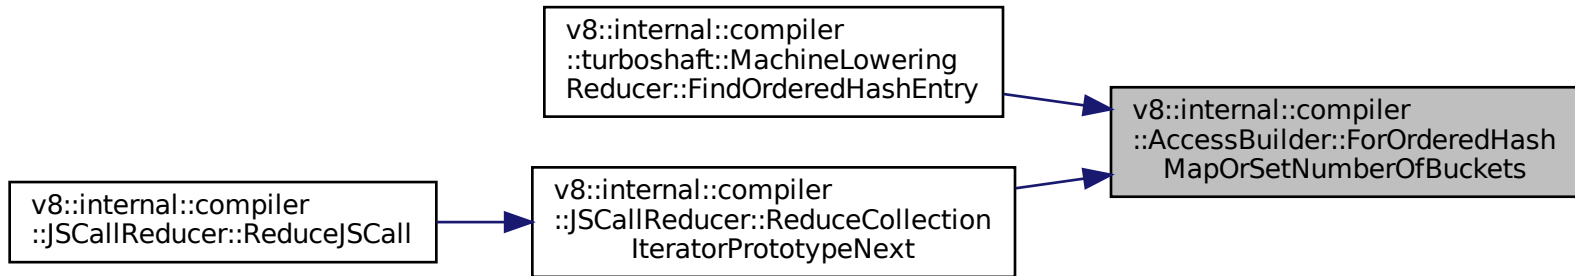 v8::internal::compiler
::turboshaft::MachineLowering
Reducer::FindOrderedHashEntry
v8::internal::compiler
::AccessBuilder::ForOrderedHash
MapOrSetNumberOfBuckets
v8::internal::compiler
::JSCallReducer::ReduceJSCall
v8::internal::compiler
::JSCallReducer::ReduceCollection
IteratorPrototypeNext